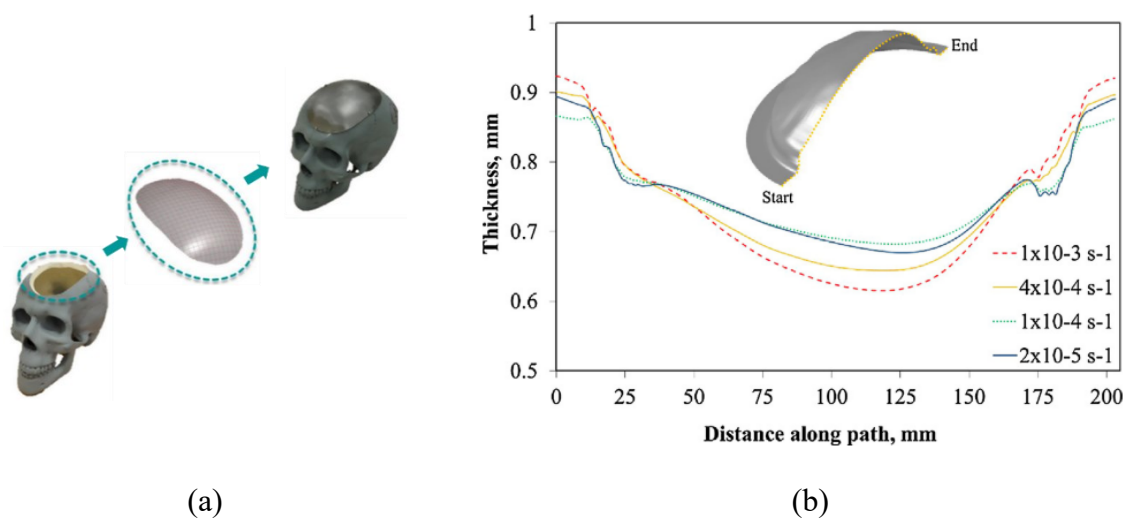 1
0.9
0.8
0.7
0.6
0.5
Thickness, mm
0 25 50 75 100 125 150 175 200
Distance along path, mm
Start
End
1x10-3 s-1
4x10-4 s-1
1x10-4 s-1
2x10-5 s-1
(a) (b)